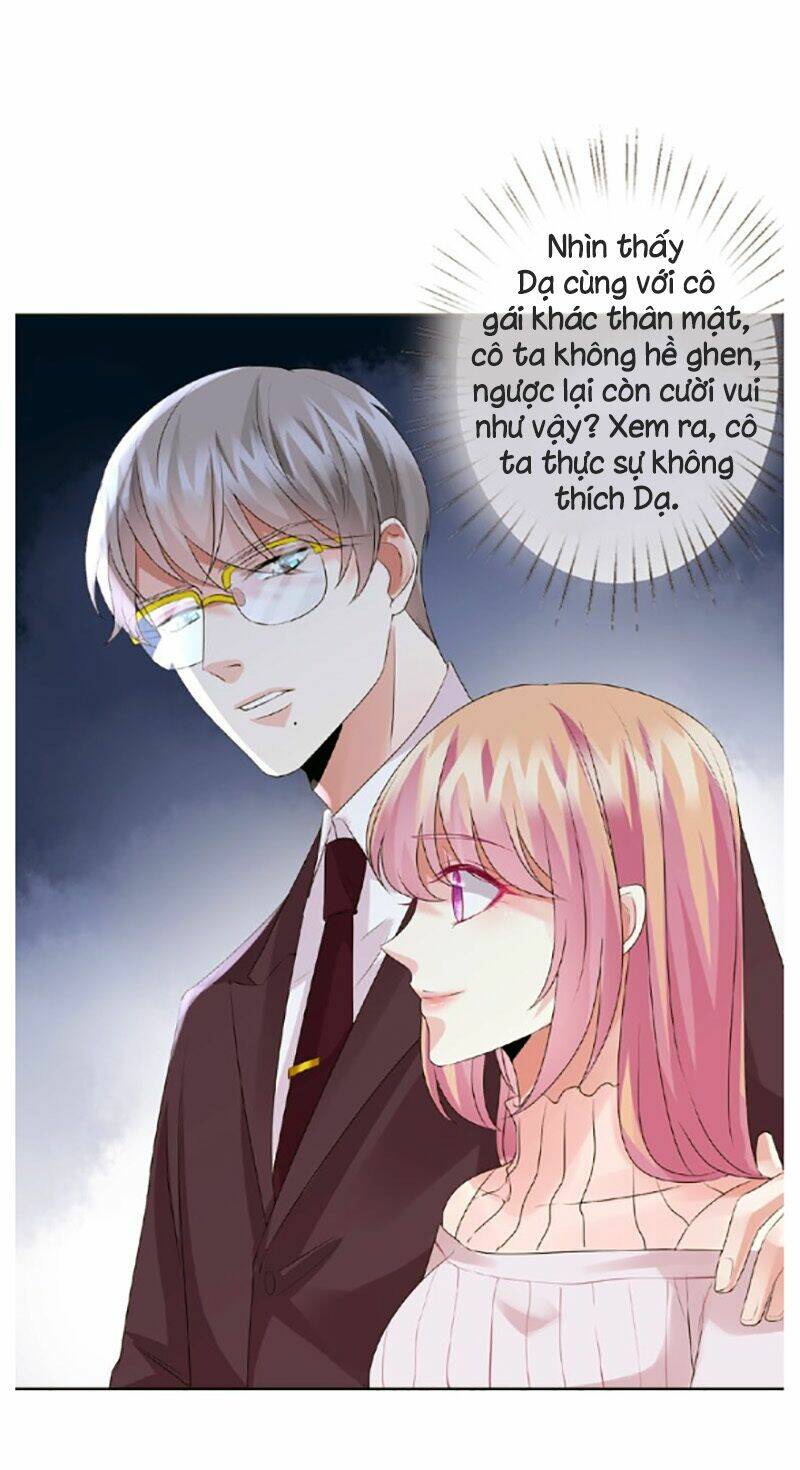 Nhìn thấy
Dạ cùng với cô
gái khác thân mật,
cô ta không hề ghen,
ngược lại còn cười vui
như vậy? Xem ra, cô
ta thực sự không
thích Dạ.